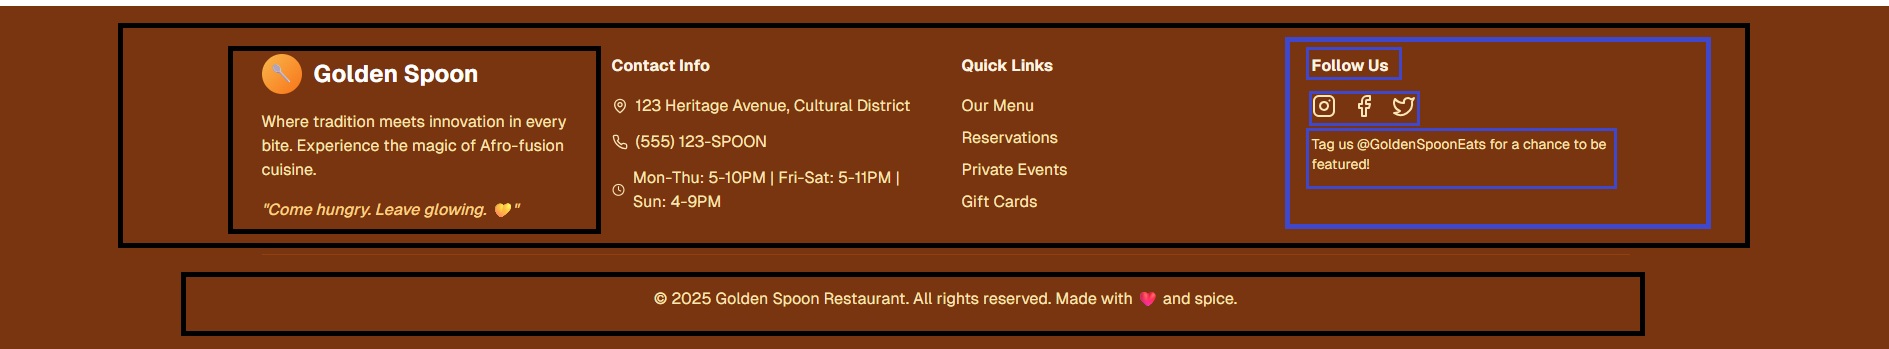 Golden Spoon
Where tradition meets innovation in every
bite. Experience the magic of Afro-fusion
cuisine.
"Come hungry. Leave glowing. 💛"
Contact Info
123 Heritage Avenue, Cultural District
(555) 123-SPOON
Mon-Thu: 5-10PM | Fri-Sat: 5-11PM |
Sun: 4-9PM
Quick Links
Our Menu
Reservations
Private Events
Gift Cards
Follow Us
Tag us @GoldenSpoonEats for a chance to be
featured!
© 2025 Golden Spoon Restaurant. All rights reserved. Made with ❤️ and spice.